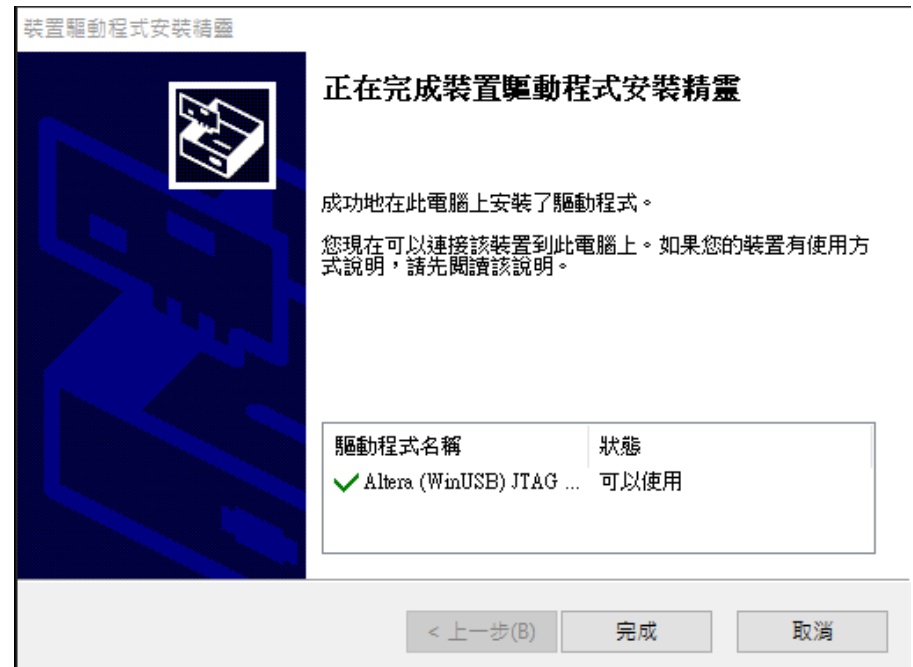 裝置驅動程式安裝精靈
正在完成裝置驅動程式安裝精靈
成功地在此電腦上安裝了驅動程式。
您現在可以連接該裝置到此電腦上。如果您的裝置有使用方
式說明，請先閱讀該說明。
驅動程式名稱 狀態
Altera (WinUSB) JTAG ... 可以使用
< 上一步(B) 完成 取消